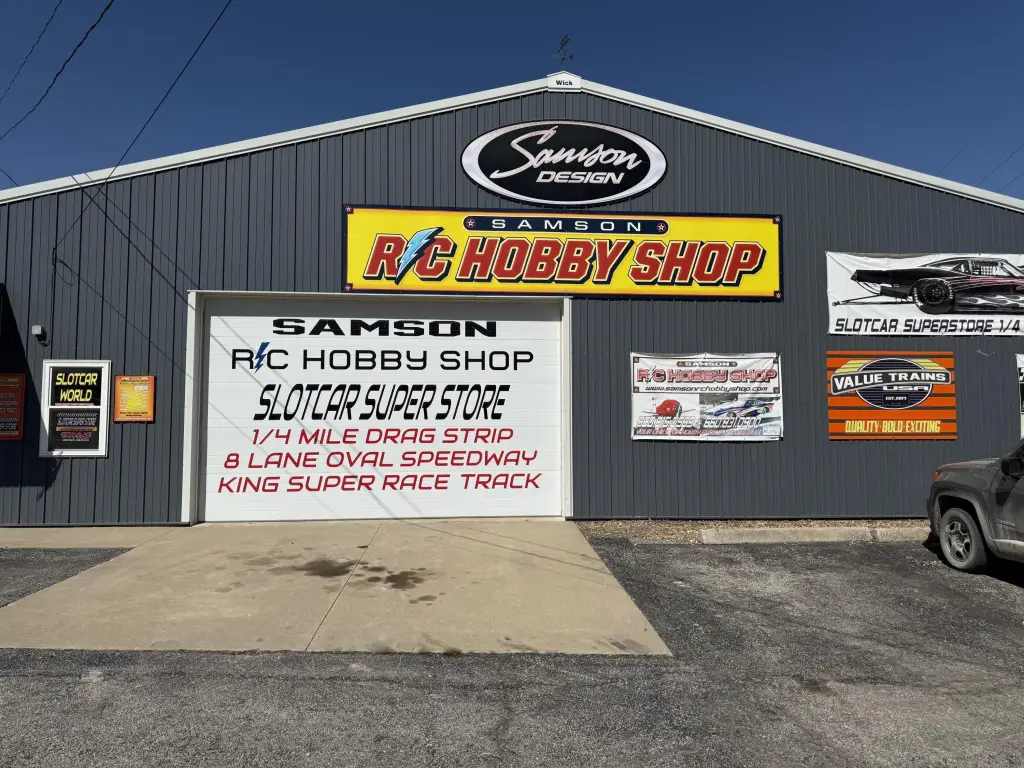 Wick
Samson
DESIGN
SAMSON
R/C HOBBY SHOP
SAMSON
R/C HOBBY SHOP
SLOTCAR SUPER STORE
1/4 MILE DRAG STRIP
8 LANE OVAL SPEEDWAY
KING SUPER RACE TRACK
SLOTCAR
WORLD
SAMSON
R/C HOBBY SHOP
www.samsonrchobbyshop.com
SLOTCAR SUPERSTORE 1/4
VALUE TRAINS
QUALITY-BOLD-EXCITING